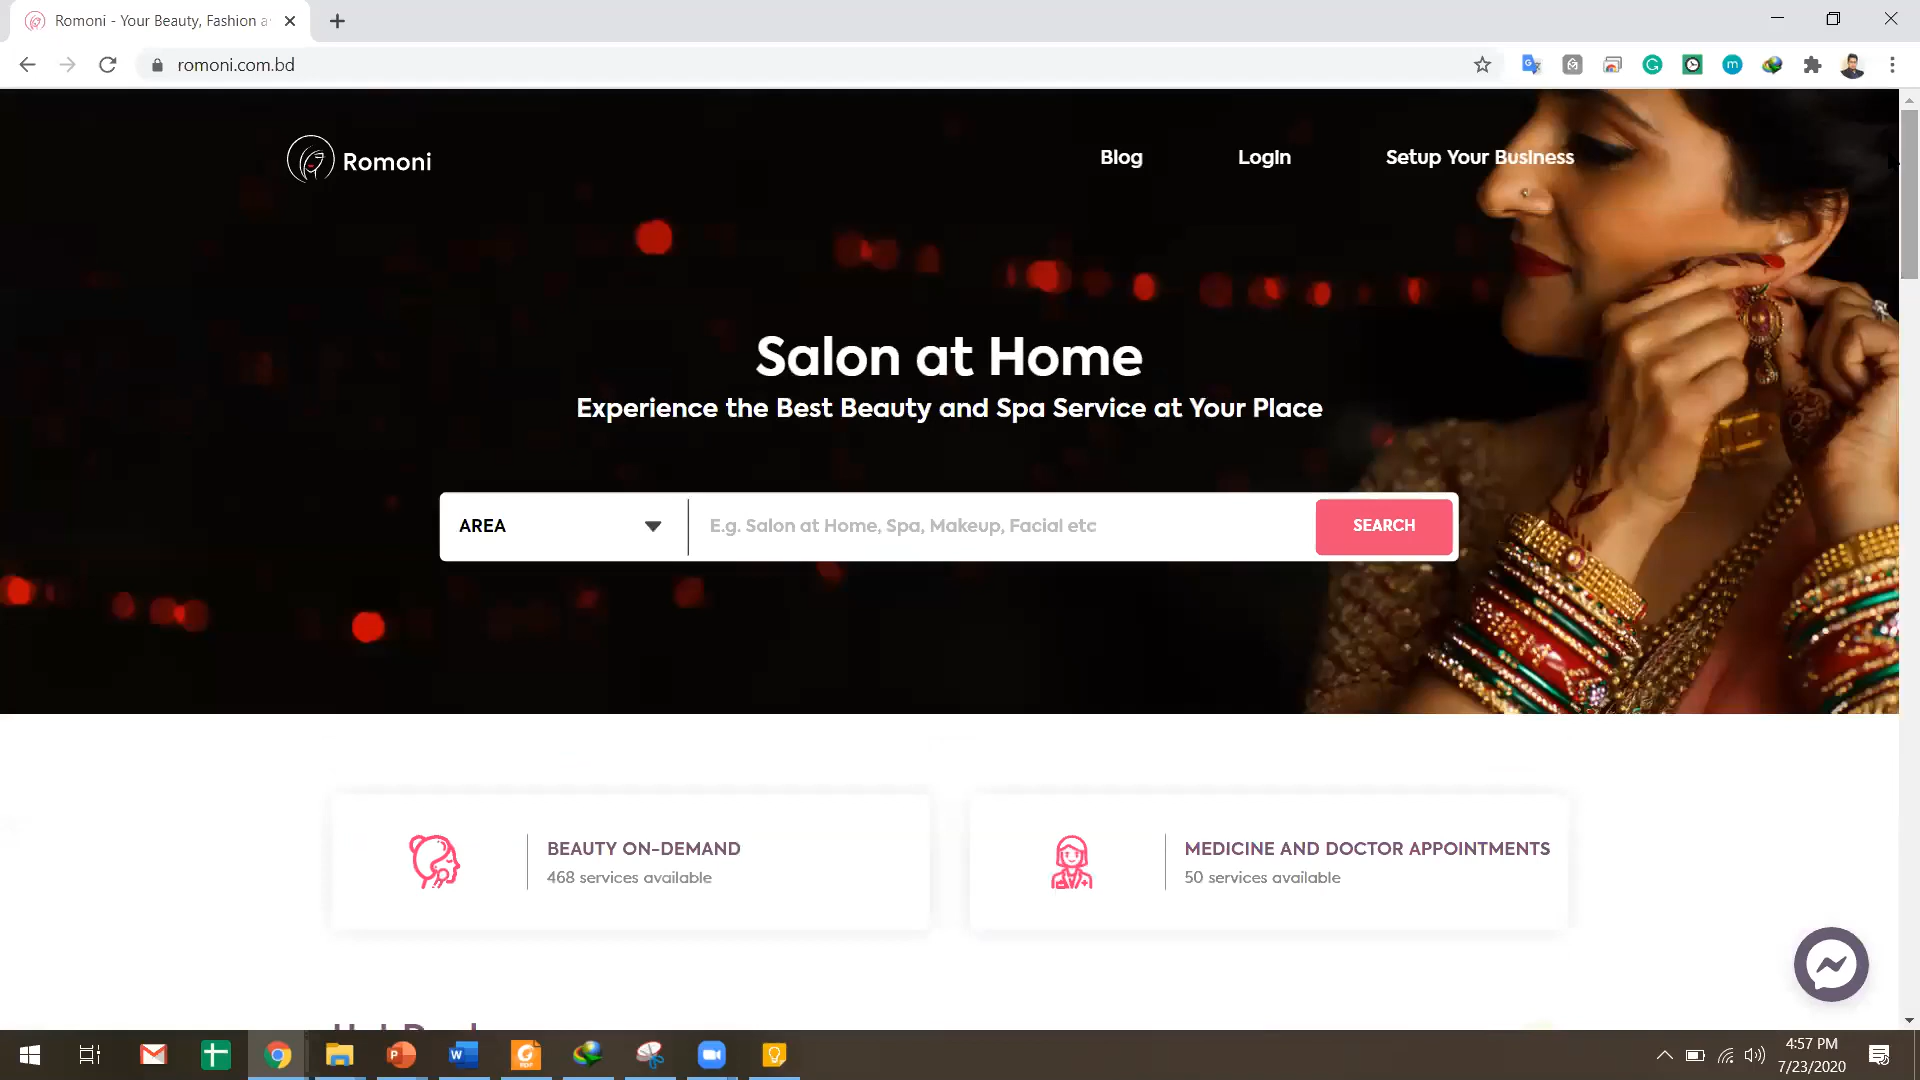 Romoni - Your Beauty, Fashion a
romoni.com.bd
Romoni
Blog
Login
Setup Your Business
Salon at Home
Experience the Best Beauty and Spa Service at Your Place
AREA
E.g. Salon at Home, Spa, Makeup, Facial etc
SEARCH
BEAUTY ON-DEMAND
468 services available
MEDICINE AND DOCTOR APPOINTMENTS
50 services available
4:57 PM
7/23/2020